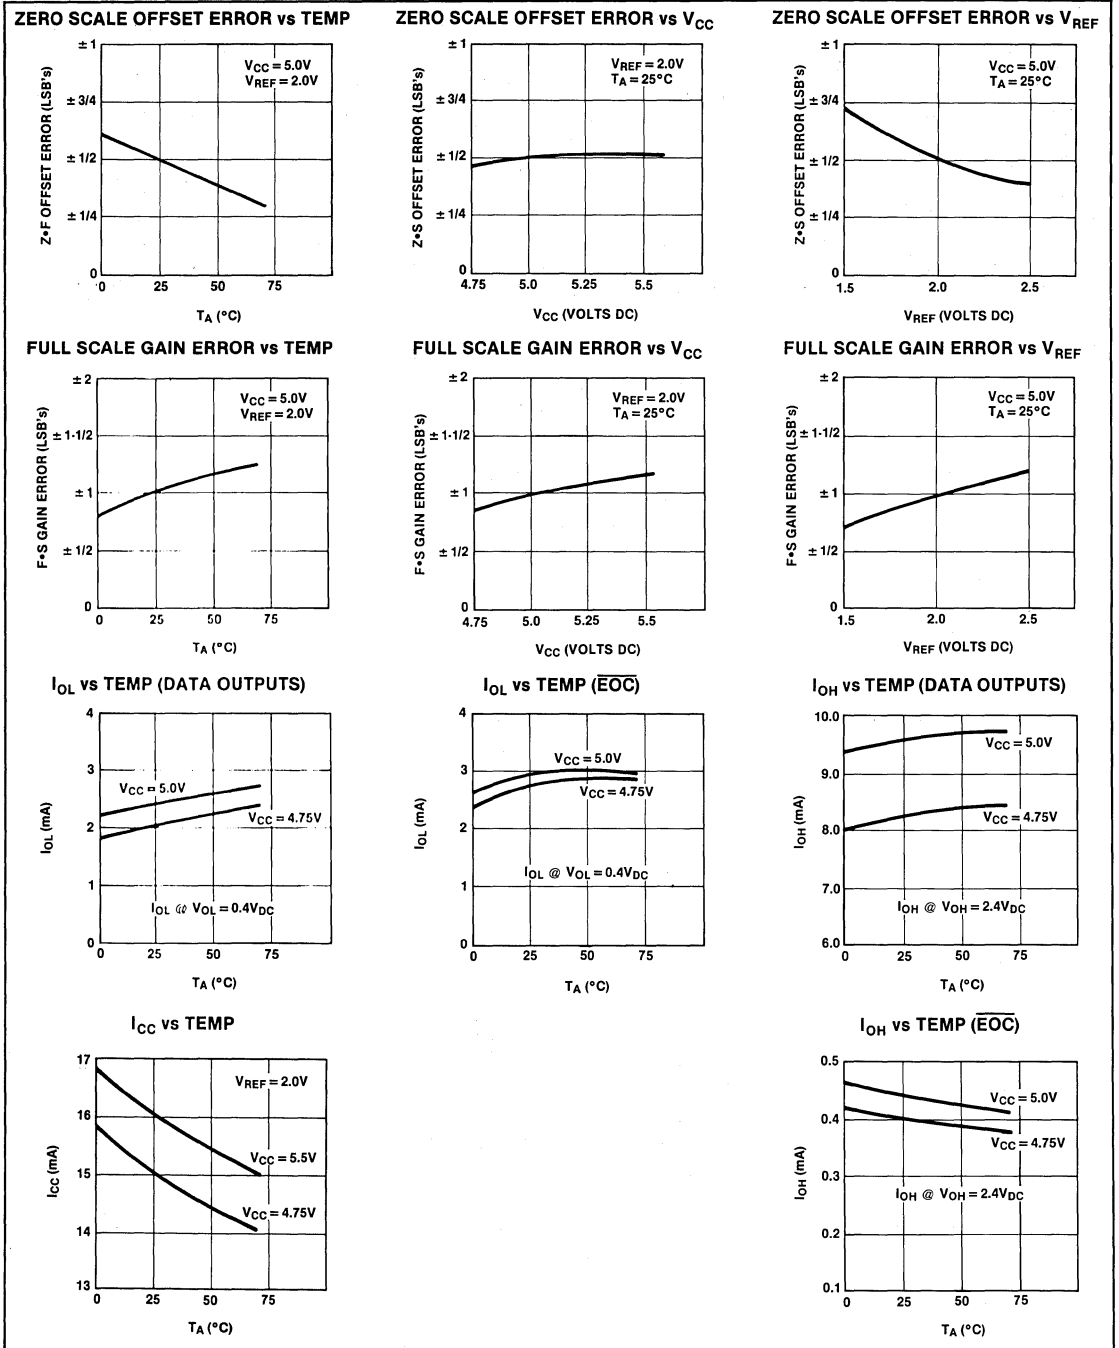 ZERO SCALE OFFSET ERROR vs TEMP
Z•F OFFSET ERROR (LSB's)
± 1
± 3/4
± 1/2
± 1/4
0
VCC = 5.0V
VREF = 2.0V
0 25 50 75
TA (°C)
ZERO SCALE OFFSET ERROR vs VCC
Z•S OFFSET ERROR (LSB's)
± 1
± 3/4
± 1/2
± 1/4
0
VREF = 2.0V
TA = 25°C
4.75 5.0 5.25 5.5
VCC (VOLTS DC)
ZERO SCALE OFFSET ERROR vs VREF
Z•S OFFSET ERROR (LSB's)
± 1
± 3/4
± 1/2
± 1/4
0
VCC = 5.0V
TA = 25°C
1.5 2.0 2.5
VREF (VOLTS DC)
FULL SCALE GAIN ERROR vs TEMP
F•S GAIN ERROR (LSB's)
± 2
± 1-1/2
± 1
± 1/2
0
VCC = 5.0V
VREF = 2.0V
0 25 50 75
TA (°C)
FULL SCALE GAIN ERROR vs VCC
F•S GAIN ERROR (LSB's)
± 2
± 1-1/2
± 1
± 1/2
0
VREF = 2.0V
TA = 25°C
4.75 5.0 5.25 5.5
VCC (VOLTS DC)
FULL SCALE GAIN ERROR vs VREF
F•S GAIN ERROR (LSB's)
± 2
± 1-1/2
± 1
± 1/2
0
VCC = 5.0V
TA = 25°C
1.5 2.0 2.5
VREF (VOLTS DC)
IOL vs TEMP (DATA OUTPUTS)
IOL (mA)
4
3
2
1
0
VCC = 5.0V
VCC = 4.75V
IOL @ VOL = 0.4VDC
0 25 50 75
TA (°C)
IOL vs TEMP (EOC)
IOL (mA)
4
3
2
1
0
VCC = 5.0V
VCC = 4.75V
IOL @ VOL = 0.4VDC
0 25 50 75
TA (°C)
IOH vs TEMP (DATA OUTPUTS)
IOH (mA)
10.0
9.0
8.0
7.0
6.0
VCC = 5.0V
VCC = 4.75V
IOH @ VOH = 2.4VDC
0 25 50 75
TA (°C)
ICC vs TEMP
ICC (mA)
17
16
15
14
13
VREF = 2.0V
VCC = 5.5V
VCC = 4.75V
0 25 50 75
TA (°C)
IOH vs TEMP (EOC)
IOH (mA)
0.5
0.4
0.3
0.2
0.1
VCC = 5.0V
VCC = 4.75V
IOH @ VOH = 2.4VDC
0 25 50 75
TA (°C)